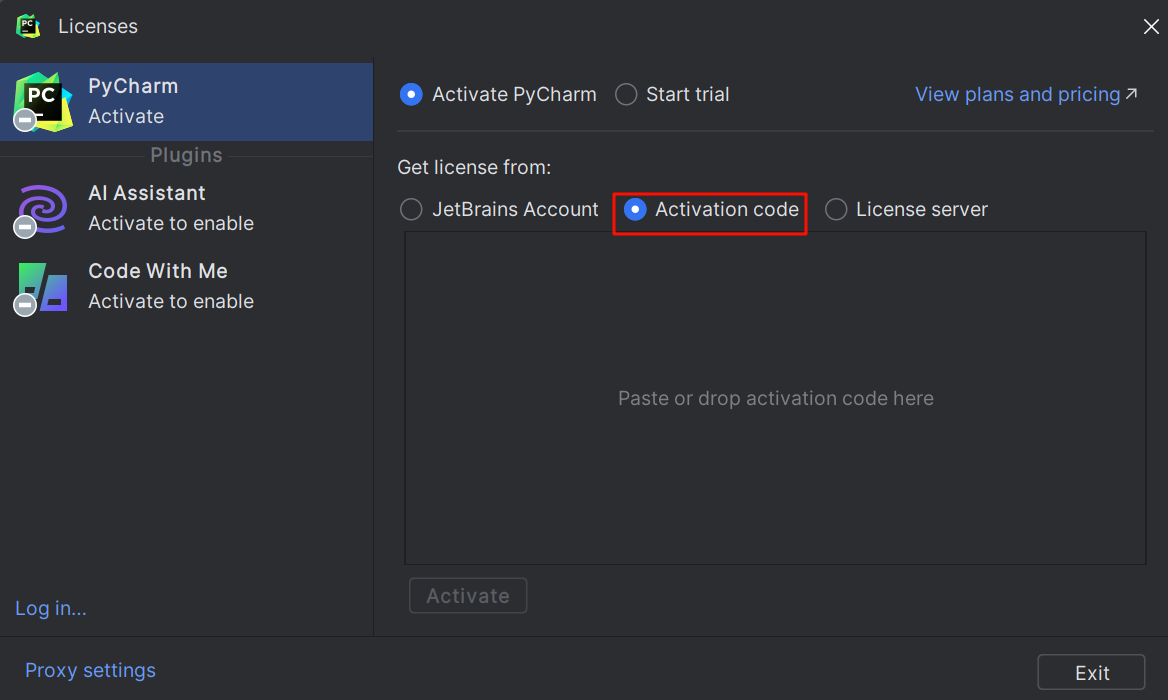 PC
Licenses
PC
PyCharm
Activate
Plugins
AI Assistant
Activate to enable
Code With Me
Activate to enable
Log in...
Activate PyCharm
Start trial
View plans and pricing ↗
Get license from:
JetBrains Account
Activation code
License server
Paste or drop activation code here
Activate
Proxy settings
Exit